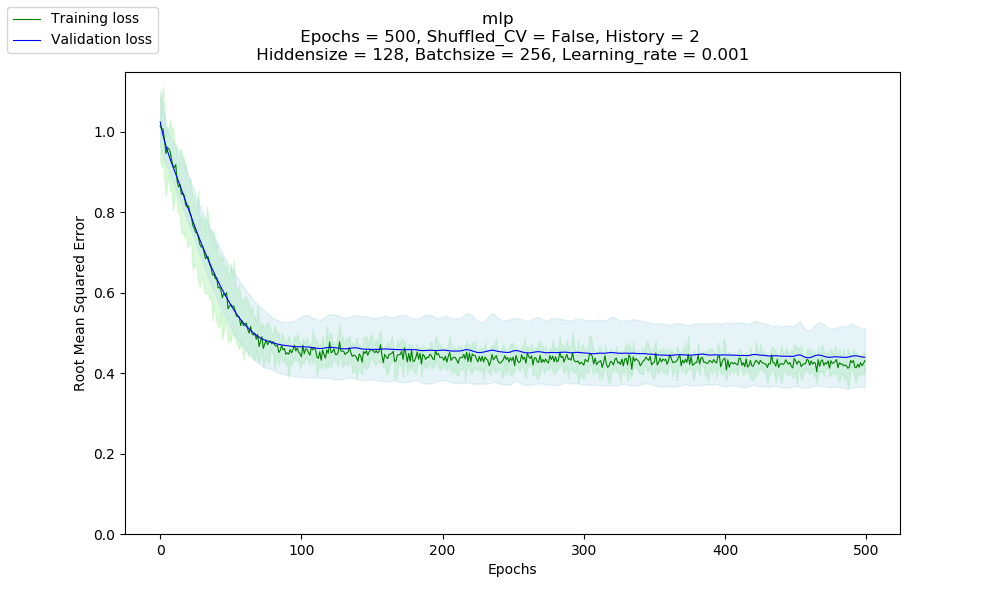 Training loss
Validation loss
mlp
Epochs = 500, Shuffled_CV = False, History = 2
Hiddensize = 128, Batchsize = 256, Learning_rate = 0.001
Root Mean Squared Error
1.0
0.8
0.6
0.4
0.2
0.0
0
100
200
300
400
500
Epochs